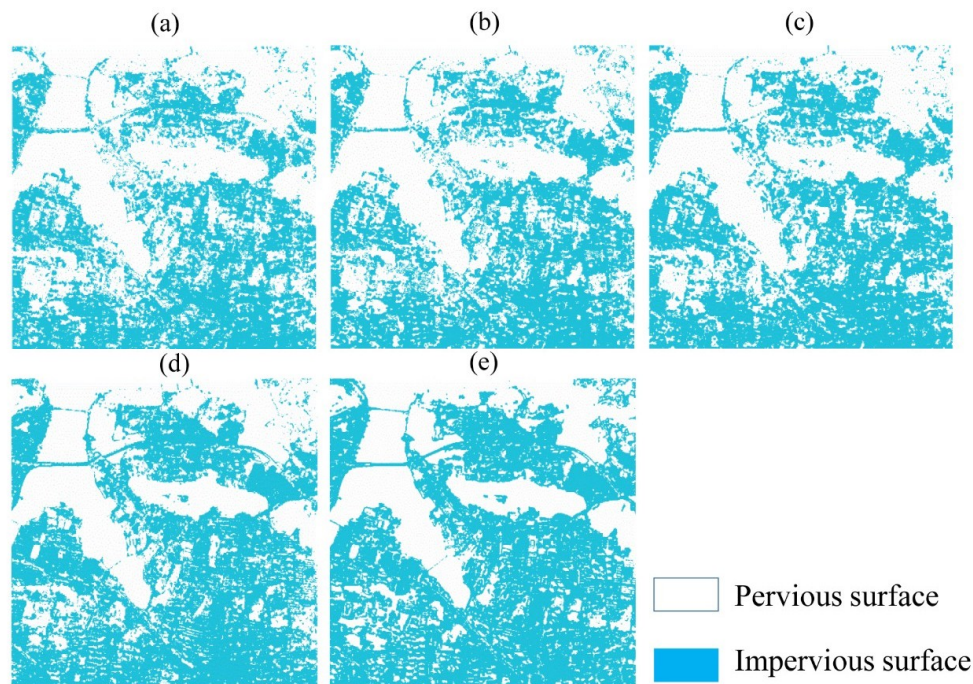 (a)
(b)
(c)
(d)
(e)
Pervious surface
Impervious surface